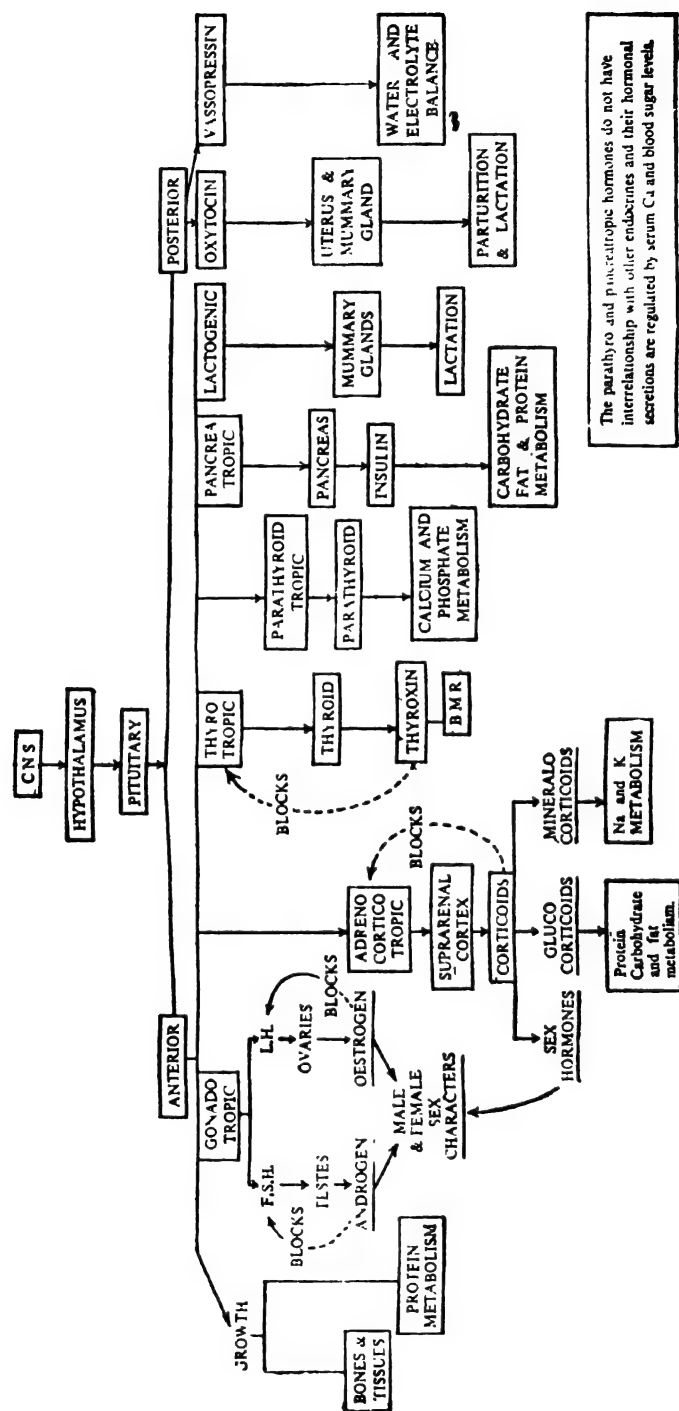 CNS
HYPOTHALAMUS
PITUITARY
ANTERIOR
POSTERIOR
GROWTH
BONES &
TISSUES
PROTEIN
METABOLISM
GONADO
TROPIC
F.S.H.
BLOCKS
TESTES
ANDROGEN
L.H.
BLOCKS
OVARIES
OESTROGEN
MALE
& FEMALE
SEX
CHARACTERS
ADRENO
CORTICO
TROPIC
BLOCKS
SUPRARENAL
CORTEX
CORTICOIDS
SEX
HORMONES
GLUCO
CORTICOIDS
Protein
Carbohydrate
and fat
metabolism.
MINERALO
CORTICOIDS
Na and K
METABOLISM
THYRO
TROPIC
BLOCKS
THYROID
THYROXIN
BMR
PARATHYROID
TROPIC
PARATHYROID
CALCIUM AND
PHOSPHATE
METABOLISM
PANCREA
TROPIC
PANCREAS
INSULIN
CARBOHYDRATE
FAT & PROTEIN
METABOLISM
LACTOGENIC
MUMMARY
GLANDS
LACTATION
OXYTOCIN
UTERUS &
MUMMARY
GLAND
PARTURITION
& LACTATION
VASSOPRESSIN
WATER AND
ELECTROLYTE
BALANCE
The parathyro and pancreatropic hormones do not have
interrelationship with other endocrines and their hormonal
secretions are regulated by serum Ca and blood sugar levels.